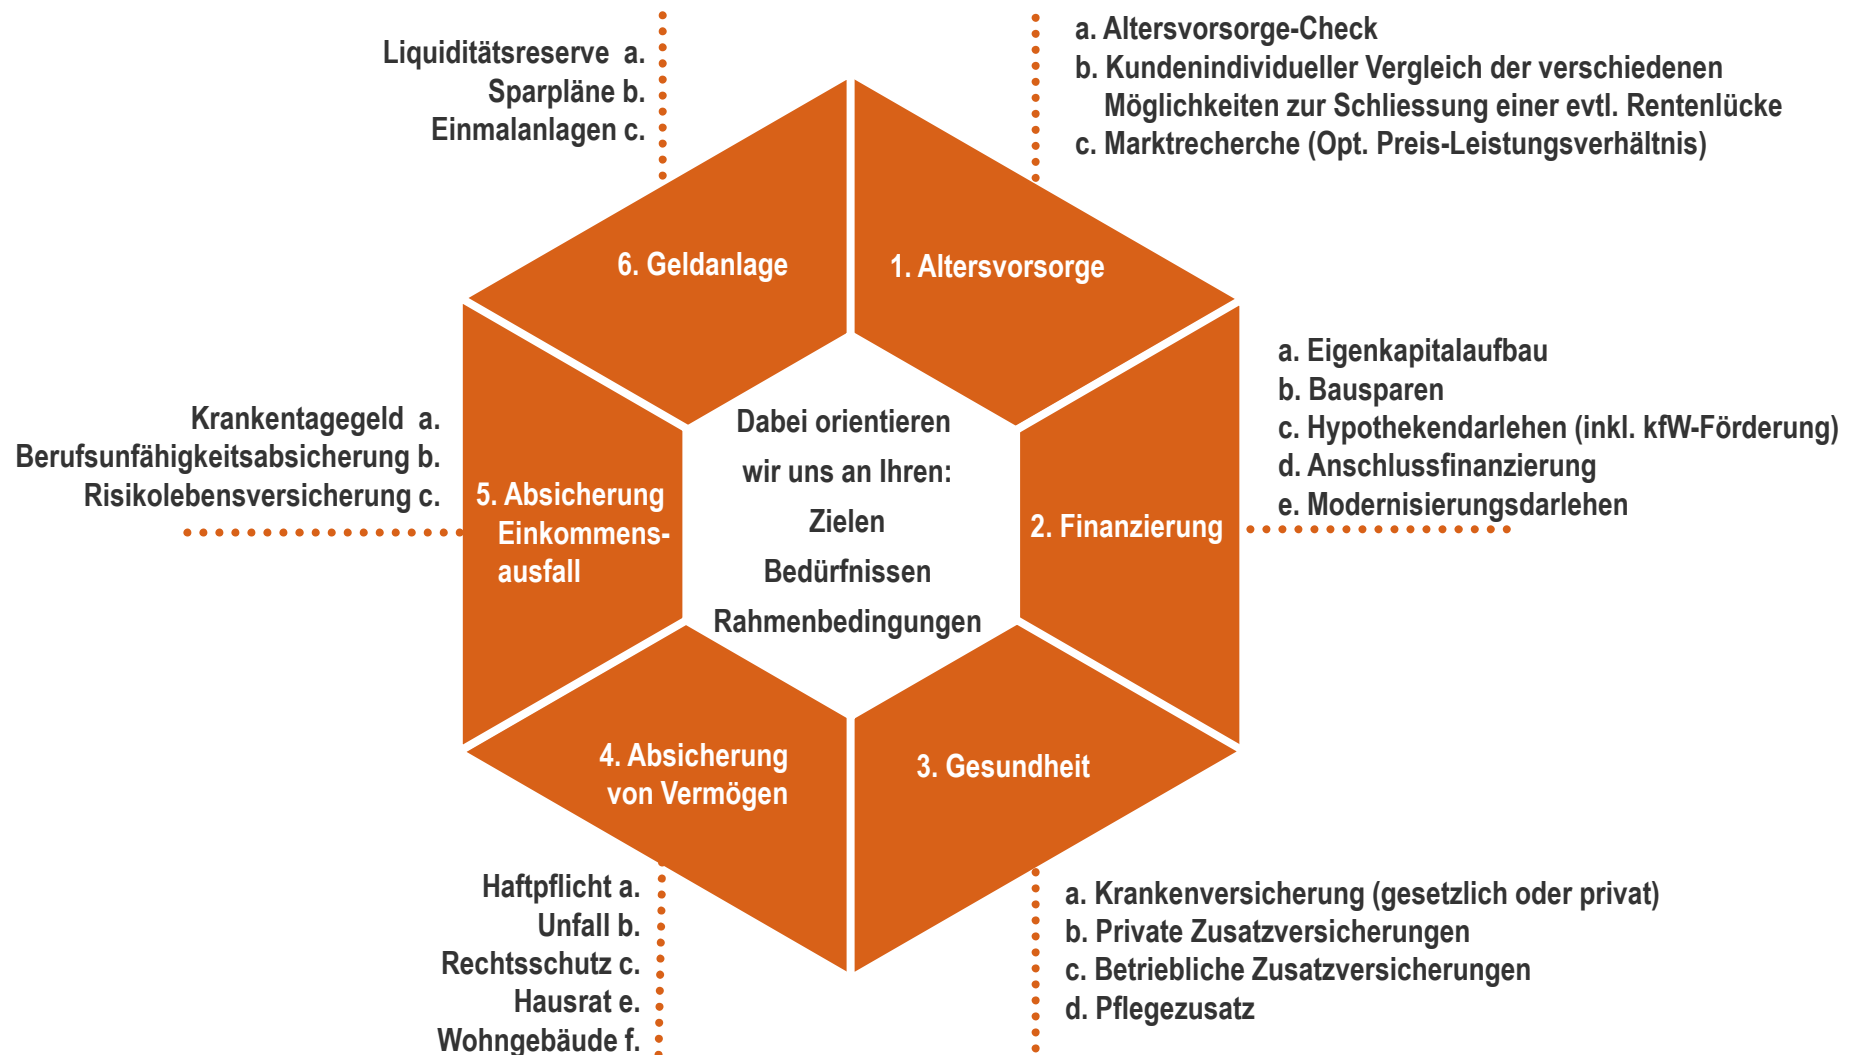 Liquiditätsreserve a.
Sparpläne b.
Einmalanlagen c.
a. Altersvorsorge-Check
b. Kundenindividueller Vergleich der verschiedenen
Möglichkeiten zur Schliessung einer evtl. Rentenlücke
c. Marktrecherche (Opt. Preis-Leistungsverhältnis)
6. Geldanlage
1. Altersvorsorge
a. Eigenkapitalaufbau
b. Bausparen
c. Hypothekendarlehen (inkl. kfW-Förderung)
d. Anschlussfinanzierung
e. Modernisierungsdarlehen
Krankentagegeld a.
Berufsunfähigkeitsabsicherung b.
Risikolebensversicherung c.
5. Absicherung
Einkommens-
ausfall
Dabei orientieren
wir uns an Ihren:
Zielen
Bedürfnissen
Rahmenbedingungen
2. Finanzierung
4. Absicherung
von Vermögen
3. Gesundheit
Haftpflicht a.
Unfall b.
Rechtsschutz c.
Hausrat e.
Wohngebäude f.
a. Krankenversicherung (gesetzlich oder privat)
b. Private Zusatzversicherungen
c. Betriebliche Zusatzversicherungen
d. Pflegezusatz